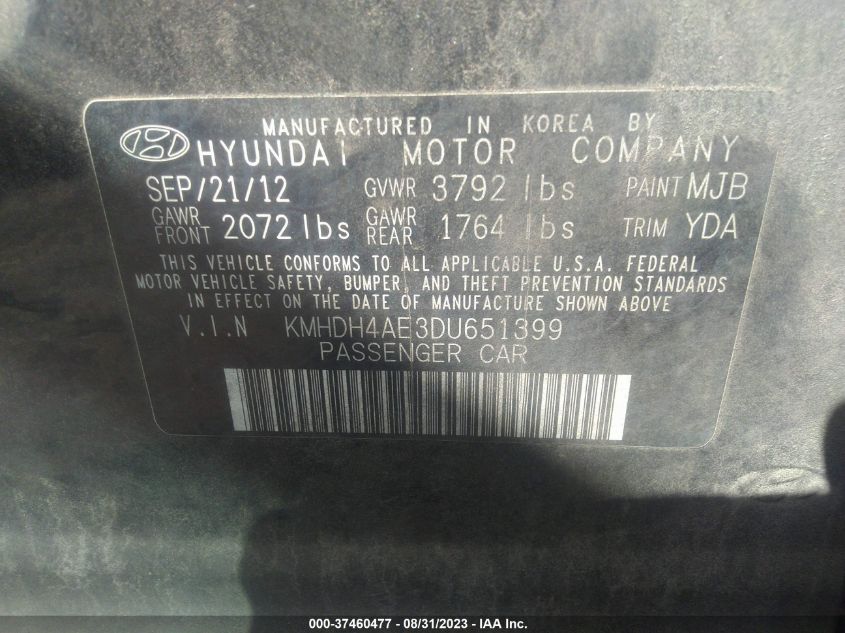 MANUFACTURED IN KOREA BY
HYUNDAI MOTOR COMPANY
SEP/21/12 GVWR 3792 lbs PAINT MJB
GAWR FRONT 2072 lbs GAWR REAR 1764 lbs TRIM YDA
THIS VEHICLE CONFORMS TO ALL APPLICABLE U.S.A. FEDERAL
MOTOR VEHICLE SAFETY, BUMPER, AND THEFT PREVENTION STANDARDS
IN EFFECT ON THE DATE OF MANUFACTURE SHOWN ABOVE
V.I.N KMHDH4AE3DU651399
PASSENGER CAR
000-37460477 - 08/31/2023 - IAA Inc.